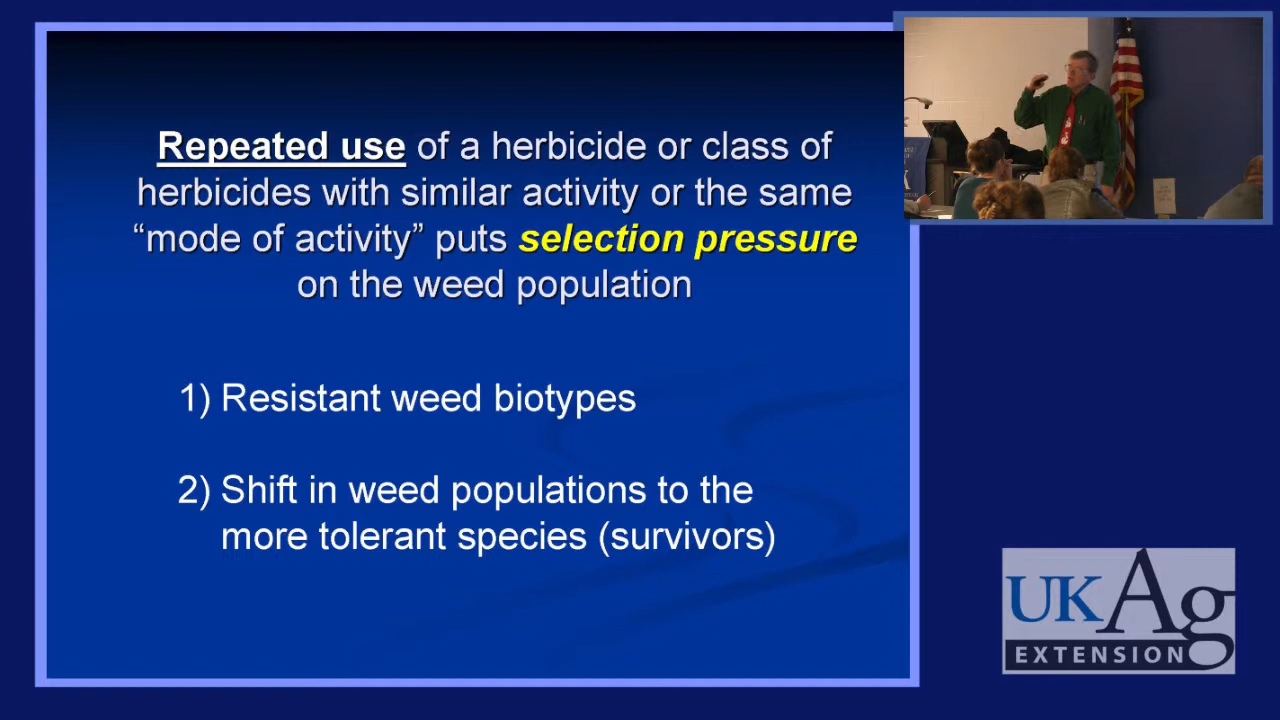 Repeated use of a herbicide or class of
herbicides with similar activity or the same
“mode of activity” puts selection pressure
on the weed population
1) Resistant weed biotypes
2) Shift in weed populations to the
more tolerant species (survivors)
UKAg
EXTENSION